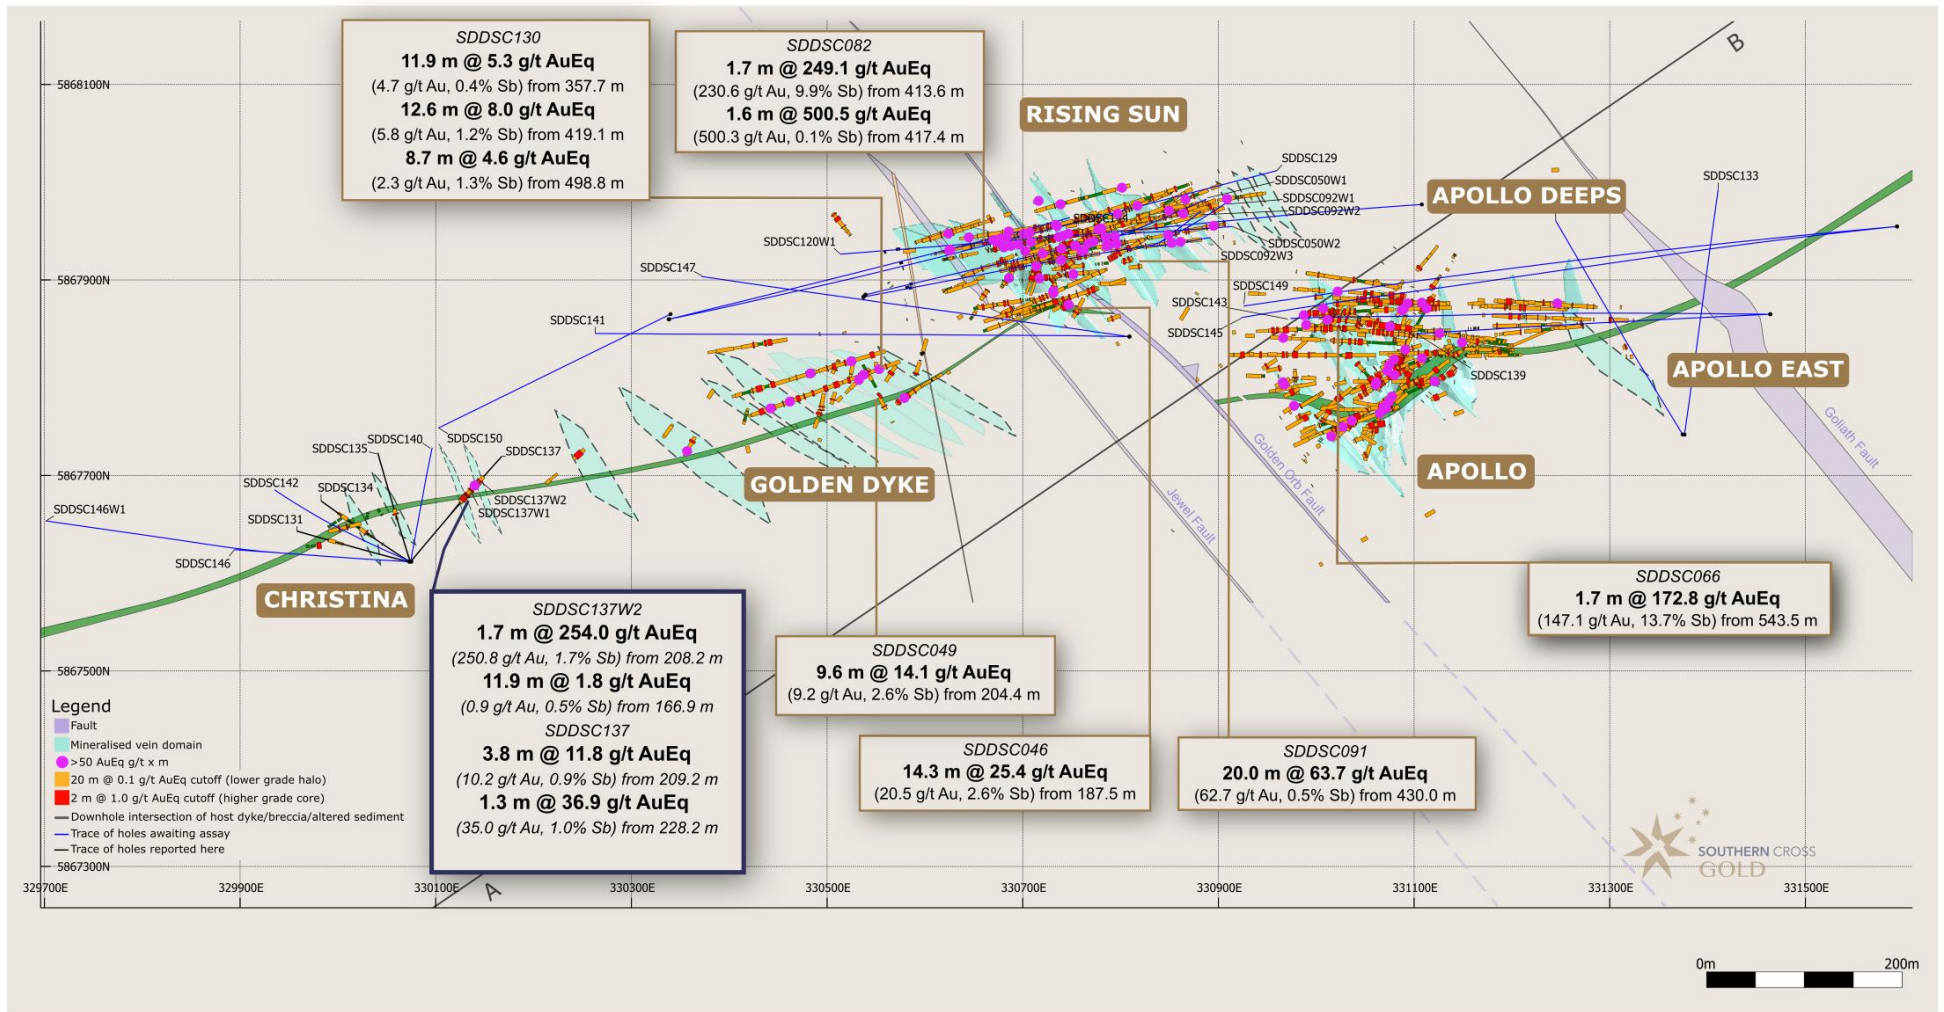 SDDSC130
11.9 m @ 5.3 g/t AuEq
(4.7 g/t Au, 0.4% Sb) from 357.7 m
12.6 m @ 8.0 g/t AuEq
(5.8 g/t Au, 1.2% Sb) from 419.1 m
8.7 m @ 4.6 g/t AuEq
(2.3 g/t Au, 1.3% Sb) from 498.8 m
SDDSC082
1.7 m @ 249.1 g/t AuEq
(230.6 g/t Au, 9.9% Sb) from 413.6 m
1.6 m @ 500.5 g/t AuEq
(500.3 g/t Au, 0.1% Sb) from 417.4 m
B
5868100N
RISING SUN
SDDSC129
SDDSC050W1
SDDSC092W1
SDDSC092W2
SDDSC050W2
SDDSC092W3
APOLLO DEEPS
SDDSC133
SDDSC120W1
SDDSC147
5867900N
SDDSC149
SDDSC143
SDDSC145
SDDSC141
SDDSC139
APOLLO EAST
Goliath Fault
Golden Orb Fault
Jewel Fault
APOLLO
GOLDEN DYKE
SDDSC140
SDDSC150
SDDSC135
SDDSC137
5867700N
SDDSC142
SDDSC134
SDDSC137W2
SDDSC137W1
SDDSC146W1
SDDSC131
SDDSC146
CHRISTINA
SDDSC066
1.7 m @ 172.8 g/t AuEq
(147.1 g/t Au, 13.7% Sb) from 543.5 m
SDDSC137W2
1.7 m @ 254.0 g/t AuEq
(250.8 g/t Au, 1.7% Sb) from 208.2 m
11.9 m @ 1.8 g/t AuEq
(0.9 g/t Au, 0.5% Sb) from 166.9 m
SDDSC137
3.8 m @ 11.8 g/t AuEq
(10.2 g/t Au, 0.9% Sb) from 209.2 m
1.3 m @ 36.9 g/t AuEq
(35.0 g/t Au, 1.0% Sb) from 228.2 m
SDDSC049
9.6 m @ 14.1 g/t AuEq
(9.2 g/t Au, 2.6% Sb) from 204.4 m
5867500N
SDDSC046
14.3 m @ 25.4 g/t AuEq
(20.5 g/t Au, 2.6% Sb) from 187.5 m
SDDSC091
20.0 m @ 63.7 g/t AuEq
(62.7 g/t Au, 0.5% Sb) from 430.0 m
Legend
Fault
Mineralised vein domain
>50 AuEq g/t x m
20 m @ 0.1 g/t AuEq cutoff (lower grade halo)
2 m @ 1.0 g/t AuEq cutoff (higher grade core)
Downhole intersection of host dyke/breccia/altered sediment
Trace of holes awaiting assay
Trace of holes reported here
SOUTHERN CROSS
GOLD
5867300N
A
329700E
329900E
330100E
330300E
330500E
330700E
330900E
331100E
331300E
331500E
0m
200m